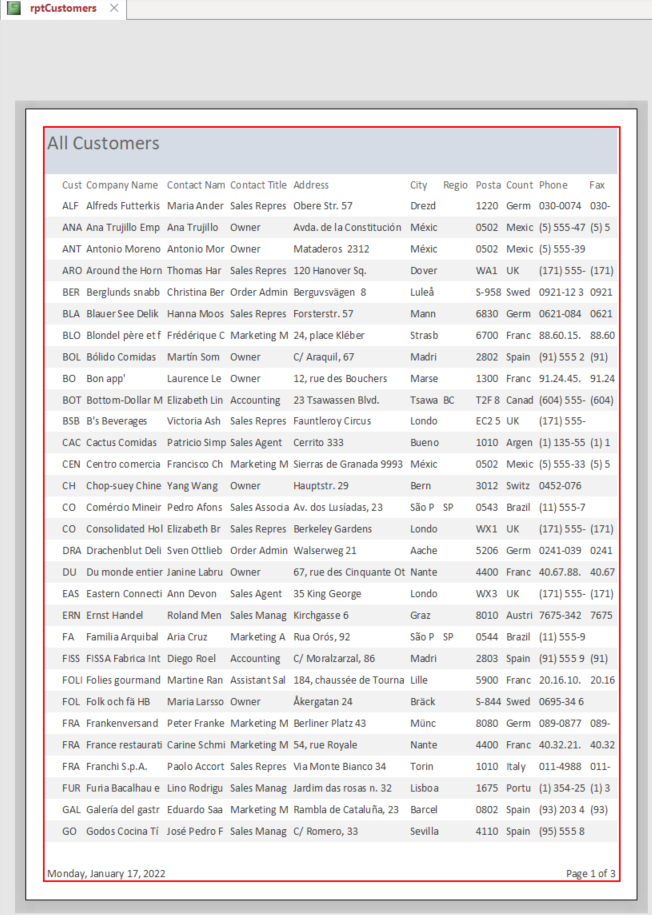 rptCustomers
All Customers
Cust Company Name Contact Nam Contact Title Address City Regio Posta Count Phone Fax
ALF Alfreds Futterkis Maria Ander Sales Repres Obere Str. 57 Drezd 1220 Germ 030-0074 030-
ANA Ana Trujillo Emp Ana Trujillo Owner Avda. de la Constitución Méxic 0502 Mexic (5) 555-47 (5) 5
ANT Antonio Moreno Antonio Mor Owner Mataderos 2312 Méxic 0502 Mexic (5) 555-39
ARO Around the Horn Thomas Har Sales Repres 120 Hanover Sq. Dover WA1 UK (171) 555- (171)
BER Berglunds snabb Christina Ber Order Admin Berguvsvägen 8 Luleå S-958 Swed 0921-12 3 0921
BLA Blauer See Delik Hanna Moos Sales Repres Forsterstr. 57 Mann 6830 Germ 0621-084 0621
BLO Blondel père et f Frédérique C Marketing M 24, place Kléber Strasb 6700 Franc 88.60.15. 88.60
BOL Bólido Comidas Martín Som Owner C/ Araquil, 67 Madri 2802 Spain (91) 555 2 (91)
BO Bon app' Laurence Le Owner 12, rue des Bouchers Marse 1300 Franc 91.24.45. 91.24
BOT Bottom-Dollar M Elizabeth Lin Accounting 23 Tsawassen Blvd. Tsawa BC T2F 8 Canad (604) 555- (604)
BSB B's Beverages Victoria Ash Sales Repres Fauntleroy Circus Londo EC2 5 UK (171) 555-
CAC Cactus Comidas Patricio Simp Sales Agent Cerrito 333 Bueno 1010 Argen (1) 135-55 (1) 1
CEN Centro comercia Francisco Ch Marketing M Sierras de Granada 9993 Méxic 0502 Mexic (5) 555-33 (5) 5
CH Chop-suey Chine Yang Wang Owner Hauptstr. 29 Bern 3012 Switz 0452-076
CO Comércio Mineir Pedro Afons Sales Associa Av. dos Lusíadas, 23 São P SP 0543 Brazil (11) 555-7
CO Consolidated Hol Elizabeth Br Sales Repres Berkeley Gardens Londo WX1 UK (171) 555- (171)
DRA Drachenblut Deli Sven Ottlieb Order Admin Walserweg 21 Aache 5206 Germ 0241-039 0241
DU Du monde entier Janine Labru Owner 67, rue des Cinquante Ot Nante 4400 Franc 40.67.88. 40.67
EAS Eastern Connecti Ann Devon Sales Agent 35 King George Londo WX3 UK (171) 555- (171)
ERN Ernst Handel Roland Men Sales Manag Kirchgasse 6 Graz 8010 Austri 7675-342 7675
FA Familia Arquibal Aria Cruz Marketing A Rua Orós, 92 São P SP 0544 Brazil (11) 555-9
FISS FISSA Fabrica Int Diego Roel Accounting C/ Moralzarzal, 86 Madri 2803 Spain (91) 555 9 (91)
FOLI Folies gourmand Martine Ran Assistant Sal 184, chaussée de Tourna Lille 5900 Franc 20.16.10. 20.16
FOL Folk och fä HB Maria Larsso Owner Åkergatan 24 Bräck S-844 Swed 0695-34 6
FRA Frankenversand Peter Franke Marketing M Berliner Platz 43 Münc 8080 Germ 089-0877 089-
FRA France restaurati Carine Schmi Marketing M 54, rue Royale Nante 4400 Franc 40.32.21. 40.32
FRA Franchi S.p.A. Paolo Accort Sales Repres Via Monte Bianco 34 Torin 1010 Italy 011-4988 011-
FUR Furia Bacalhau e Lino Rodrigu Sales Manag Jardim das rosas n. 32 Lisboa 1675 Portu (1) 354-25 (1) 3
GAL Galería del gastr Eduardo Saa Marketing M Rambla de Cataluña, 23 Barcel 0802 Spain (93) 203 4 (93)
GO Godos Cocina Tí José Pedro F Sales Manag C/ Romero, 33 Sevilla 4110 Spain (95) 555 8
Monday, January 17, 2022 Page 1 of 3